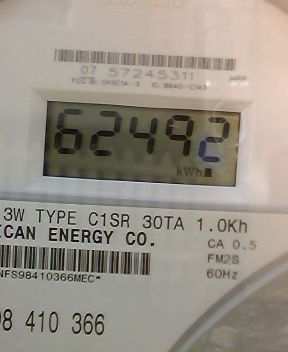 07 57245311
62492
kWh
3W TYPE C1SR 30TA 1.0Kh
ICAN ENERGY CO.
CA 0.5
FM2S
60Hz
NFS98410366MEC*
98 410 366